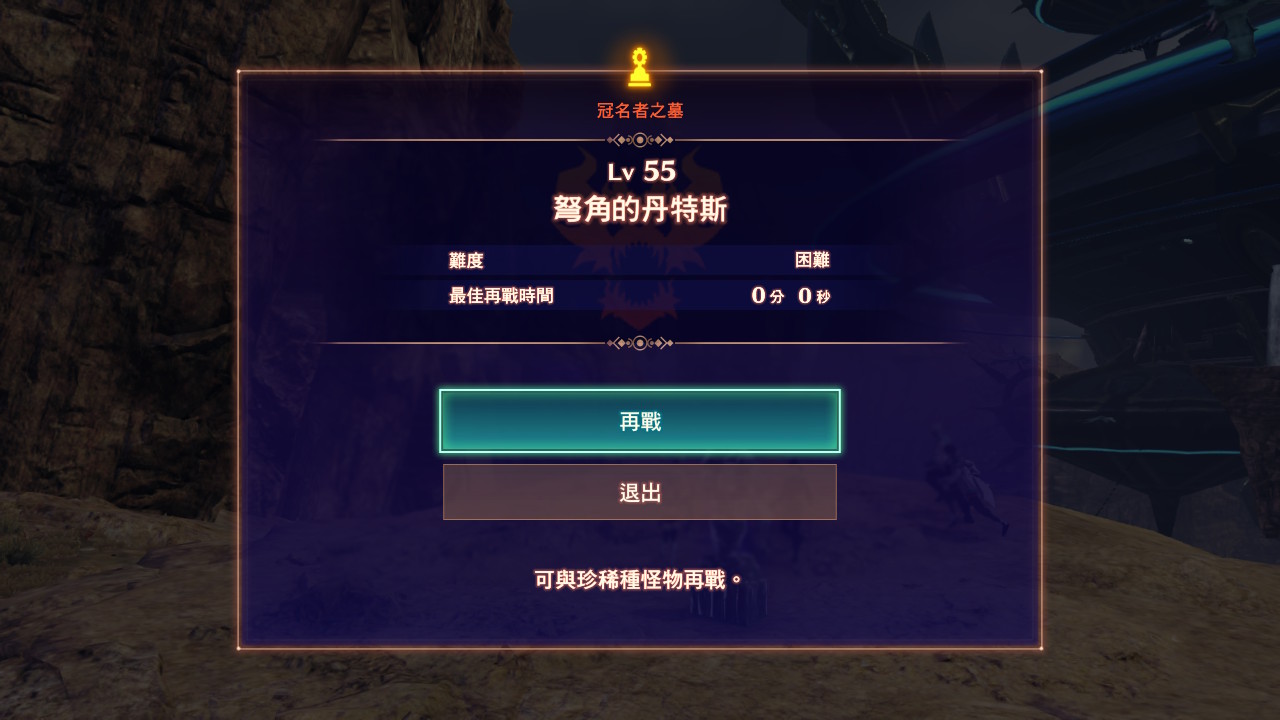 冠名者之墓
Lv 55
弩角的丹特斯
難度 困難
最佳再戰時間 0分 0秒
再戰
退出
可與珍稀種怪物再戰。